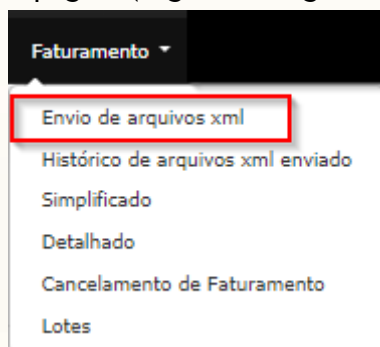 Faturamento
Envio de arquivos xml
Histórico de arquivos xml enviado
Simplificado
Detalhado
Cancelamento de Faturamento
Lotes